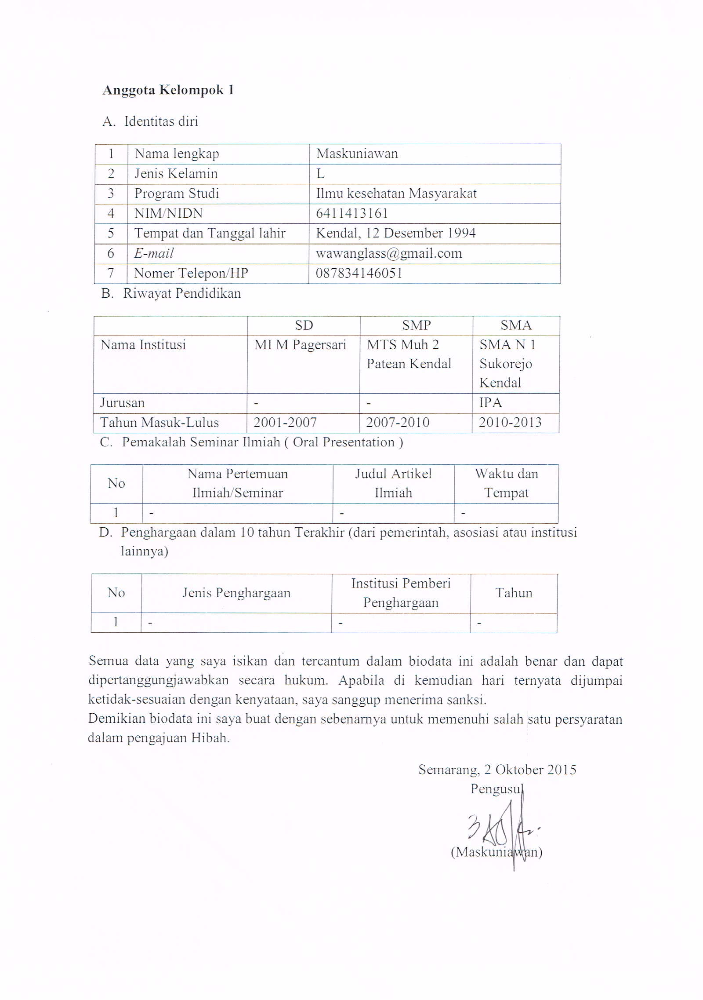 Anggota Kelompok 1
A. Identitas diri
1 Nama lengkap Maskuniawan
2 Jenis Kelamin L
3 Program Studi Ilmu kesehatan Masyarakat
4 NIM/NIDN 6411413161
5 Tempat dan Tanggal lahir Kendal, 12 Desember 1994
6 E-mail wawanglass@gmail.com
7 Nomer Telepon/HP 087834146051
B. Riwayat Pendidikan
SD SMP SMA
Nama Institusi MI M Pagersari MTS Muh 2 SMA N 1
Patean Kendal Sukorejo
Kendal
Jurusan - - IPA
Tahun Masuk-Lulus 2001-2007 2007-2010 2010-2013
C. Pemakalah Seminar Ilmiah ( Oral Presentation )
No Nama Pertemuan Judul Artikel Waktu dan
Ilmiah/Seminar Ilmiah Tempat
1 - - -
D. Penghargaan dalam 10 tahun Terakhir (dari pemerintah, asosiasi atau institusi
lainnya)
No Jenis Penghargaan Institusi Pemberi Tahun
Penghargaan
1 - - -
Semua data yang saya isikan dan tercantum dalam biodata ini adalah benar dan dapat
dipertanggungjawabkan secara hukum. Apabila di kemudian hari ternyata dijumpai
ketidak-sesuaian dengan kenyataan, saya sanggup menerima sanksi.
Demikian biodata ini saya buat dengan sebenarnya untuk memenuhi salah satu persyaratan
dalam pengajuan Hibah.
Semarang, 2 Oktober 2015
Pengusul
(Maskuniawan)